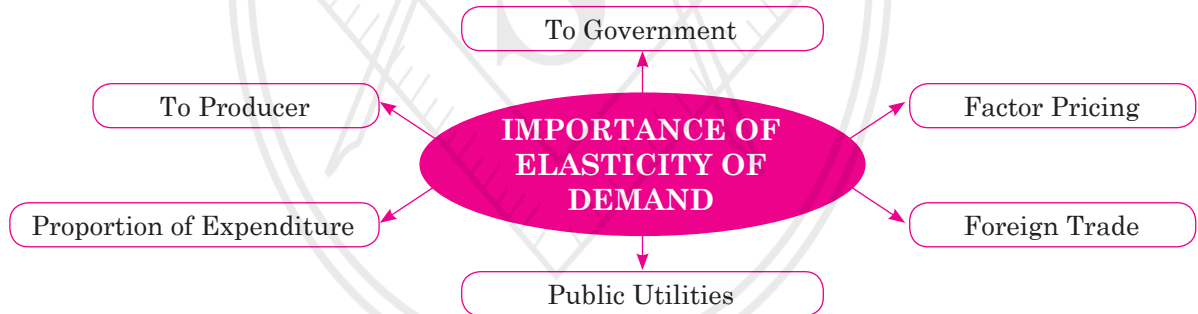 To Government
To Producer
Factor Pricing
IMPORTANCE OF
ELASTICITY OF
DEMAND
Proportion of Expenditure
Foreign Trade
Public Utilities